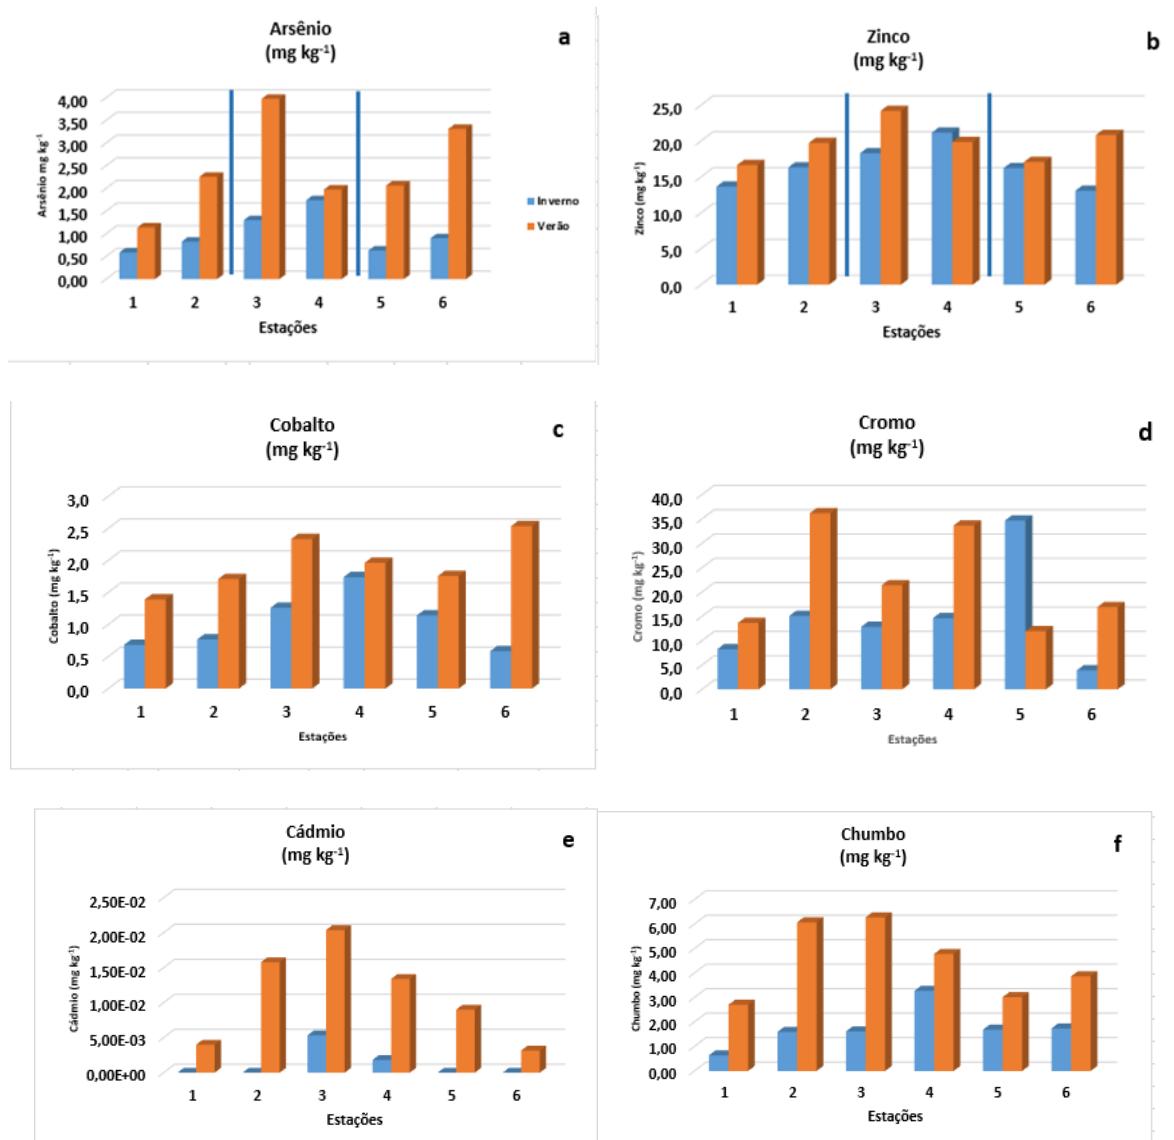 Arsênio
(mg kg⁻¹)
a
Arsênio mg kg⁻¹
4,00
3,50
3,00
2,50
2,00
1,50
1,00
0,50
0,00
1 2 3 4 5 6
Estações
Inverno
Verão
Zinco
(mg kg⁻¹)
b
Zinco (mg kg⁻¹)
25,0
20,0
15,0
10,0
5,0
0,0
1 2 3 4 5 6
Estações
Cobalto
(mg kg⁻¹)
c
Cobalto (mg kg⁻¹)
3,0
2,5
2,0
1,5
1,0
0,5
0,0
1 2 3 4 5 6
Estações
Cromo
(mg kg⁻¹)
d
Cromo (mg kg⁻¹)
40,0
35,0
30,0
25,0
20,0
15,0
10,0
5,0
0,0
1 2 3 4 5 6
Estações
Cádmio
(mg kg⁻¹)
e
Cádmio (mg kg⁻¹)
2,50E-02
2,00E-02
1,50E-02
1,00E-02
5,00E-03
0,00E+00
1 2 3 4 5 6
Estações
Chumbo
(mg kg⁻¹)
f
Chumbo (mg kg⁻¹)
7,00
6,00
5,00
4,00
3,00
2,00
1,00
0,00
1 2 3 4 5 6
Estações